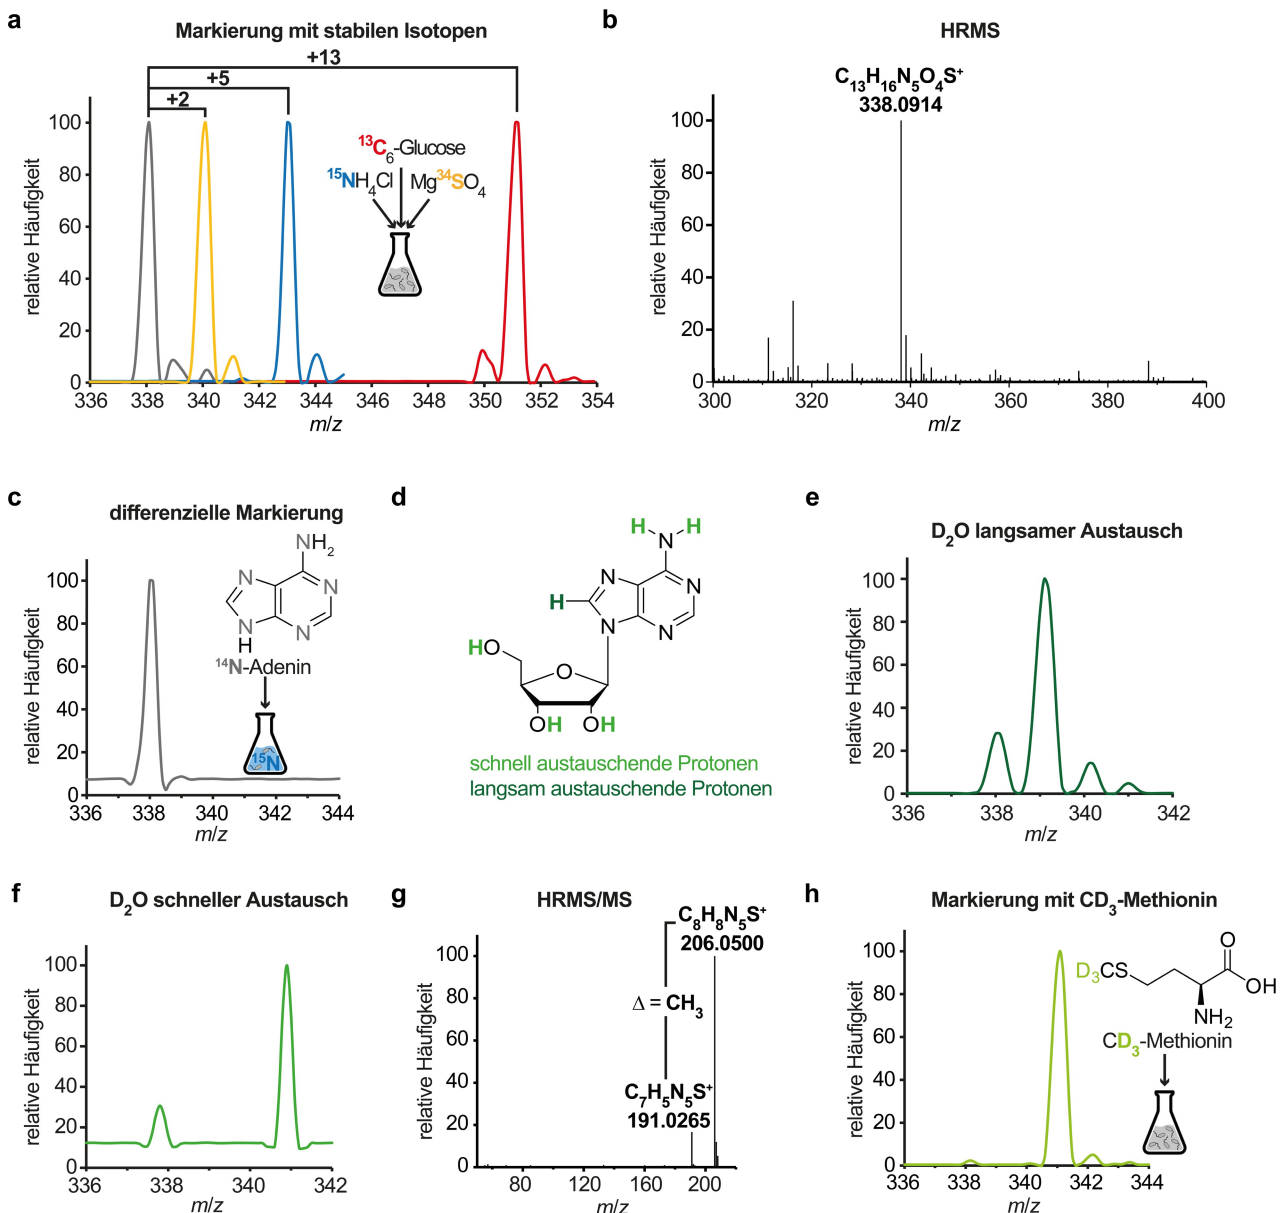 a
Markierung mit stabilen Isotopen
+13
+5
+2
relative Häufigkeit
100
80
60
40
20
0
336 338 340 342 344 346 348 350 352 354
m/z
¹³C₆-Glucose
¹⁵NH₄Cl Mg³⁴SO₄
b
HRMS
C₁₃H₁₆N₅O₄S⁺
338.0914
relative Häufigkeit
100
80
60
40
20
0
300 320 340 360 380 400
m/z
c
differenzielle Markierung
relative Häufigkeit
100
80
60
40
20
0
336 338 340 342 344
m/z
NH₂
N
N
N
N
H
¹⁴N-Adenin
¹⁵N
d
H H
N
N
N
H
N
N
HO
O
OH OH
schnell austauschende Protonen
langsam austauschende Protonen
e
D₂O langsamer Austausch
relative Häufigkeit
100
80
60
40
20
0
336 338 340 342
m/z
f
D₂O schneller Austausch
relative Häufigkeit
100
80
60
40
20
0
336 338 340 342
m/z
g
HRMS/MS
C₈H₈N₅S⁺
206.0500
Δ = CH₃
C₇H₅N₅S⁺
191.0265
relative Häufigkeit
100
80
60
40
20
0
80 120 160 200
m/z
h
Markierung mit CD₃-Methionin
relative Häufigkeit
100
80
60
40
20
0
336 338 340 342 344
m/z
O
D₃CS
OH
NH₂
CD₃-Methionin